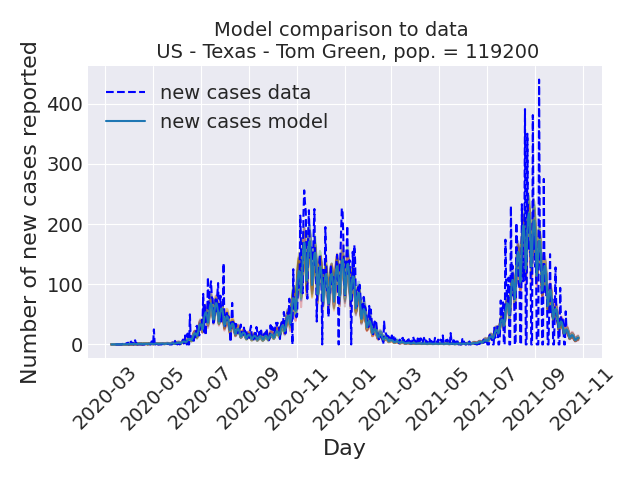 Model comparison to data
US - Texas - Tom Green, pop. = 119200
Number of new cases reported
400
300
200
100
0
new cases data
new cases model
2020-03
2020-05
2020-07
2020-09
2020-11
2021-01
2021-03
2021-05
2021-07
2021-09
2021-11
Day